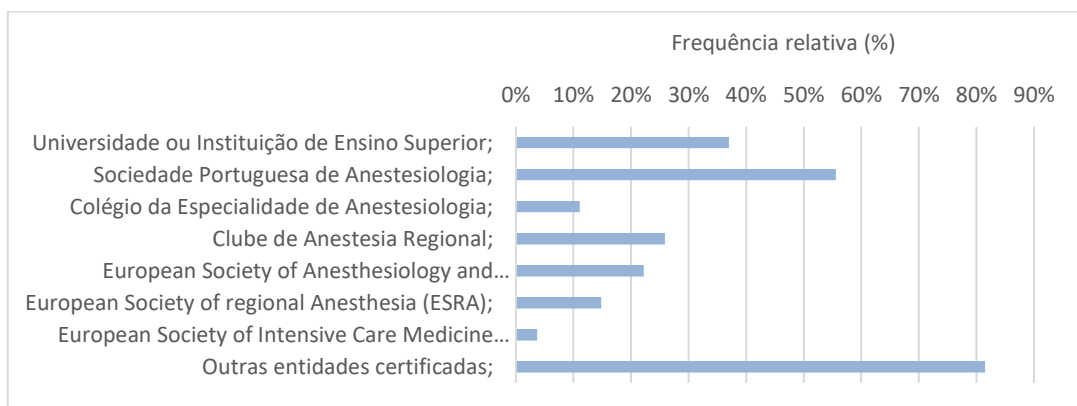 Frequência relativa (%)
0% 10% 20% 30% 40% 50% 60% 70% 80% 90%
Universidade ou Instituição de Ensino Superior;
Sociedade Portuguesa de Anestesiologia;
Colégio da Especialidade de Anestesiologia;
Clube de Anestesia Regional;
European Society of Anesthesiology and...
European Society of regional Anesthesia (ESRA);
European Society of Intensive Care Medicine...
Outras entidades certificadas;